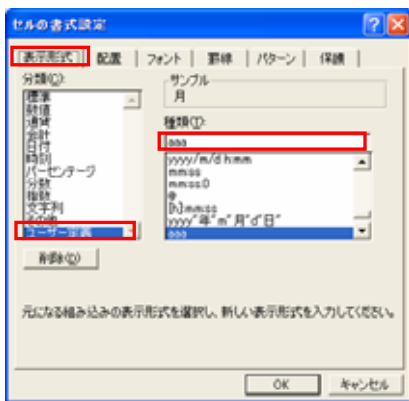 セルの書式設定
表示形式 配置 フォント 罫線 パターン 保護
分類(C):
標準
数値
通貨
会計
日付
時刻
パーセンテージ
分数
指数
文字列
その他
ユーザー定義
サンプル
月
種類(T):
aaa
yyyy/m/d h:mm
mm:ss
mm:ss.0
@
[h]:mm:ss
yyyy"年"m"月"d"日"
aaa
削除(D)
元になる組み込みの表示形式を選択し、新しい表示形式を入力してください。
OK キャンセル